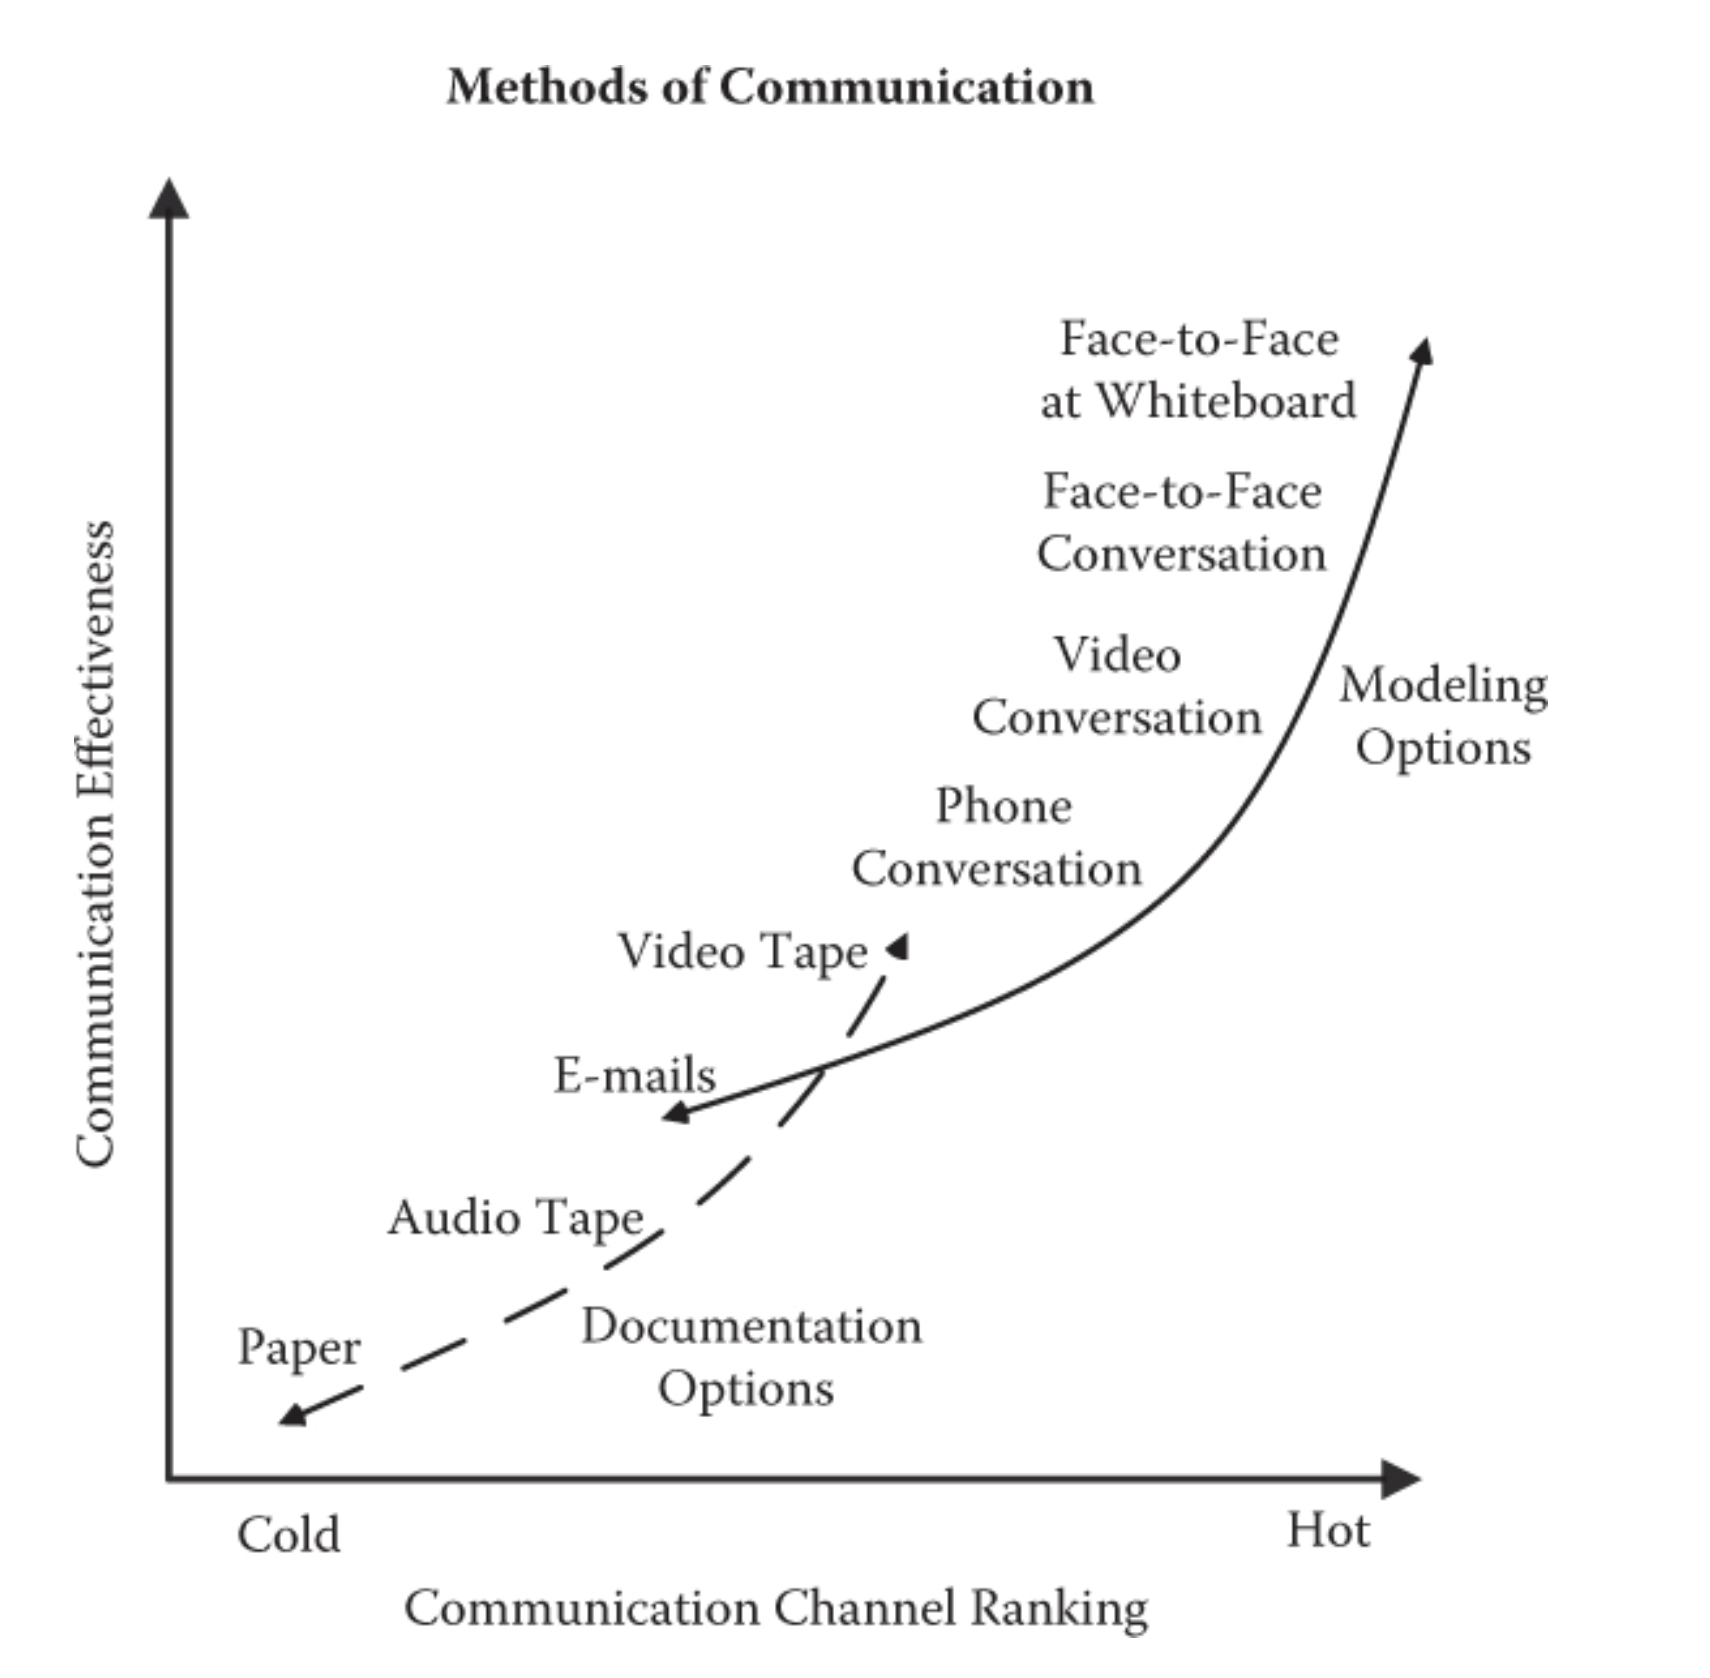 Methods of Communication
Communication Effectiveness
Face-to-Face
at Whiteboard
Face-to-Face
Conversation
Video
Conversation
Modeling
Options
Phone
Conversation
Video Tape
E-mails
Audio Tape
Documentation
Options
Paper
Cold
Hot
Communication Channel Ranking